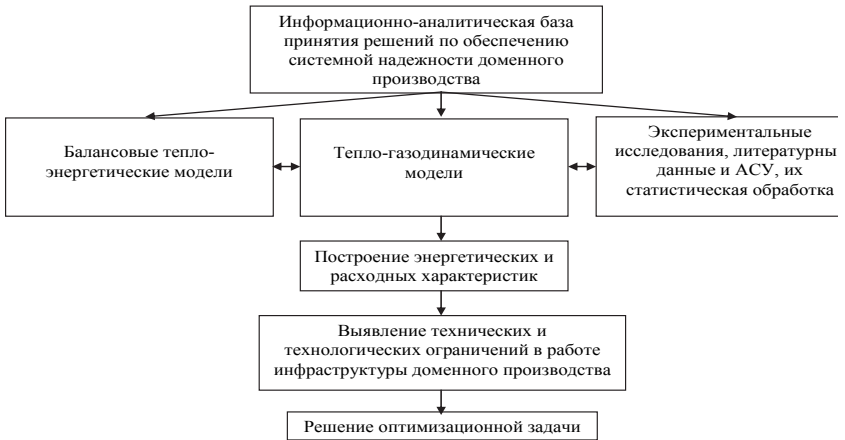 Информационно-аналитическая база
принятия решений по обеспечению
системной надежности доменного
производства
Балансовые тепло-
энергетические модели
Тепло-газодинамические
модели
Экспериментальные
исследования, литературны
данные и АСУ, их
статистическая обработка
Построение энергетических и
расходных характеристик
Выявление технических и
технологических ограничений в работе
инфраструктуры доменного производства
Решение оптимизационной задачи